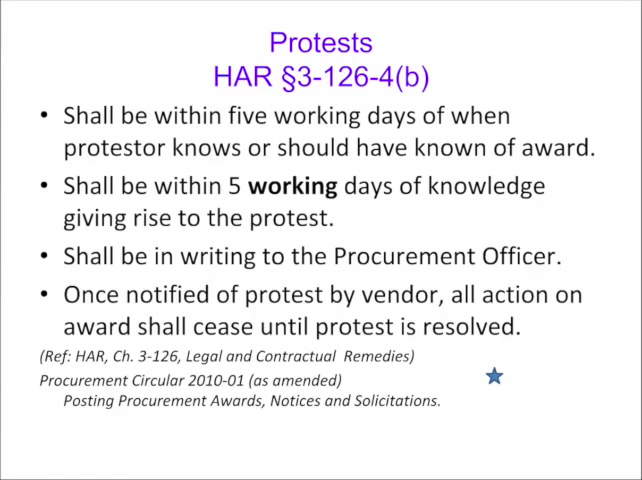 Protests
HAR §3-126-4(b)
• Shall be within five working days of when
protestor knows or should have known of award.
• Shall be within 5 working days of knowledge
giving rise to the protest.
• Shall be in writing to the Procurement Officer.
• Once notified of protest by vendor, all action on
award shall cease until protest is resolved.
(Ref: HAR, Ch. 3-126, Legal and Contractual Remedies)
Procurement Circular 2010-01 (as amended)
Posting Procurement Awards, Notices and Solicitations.